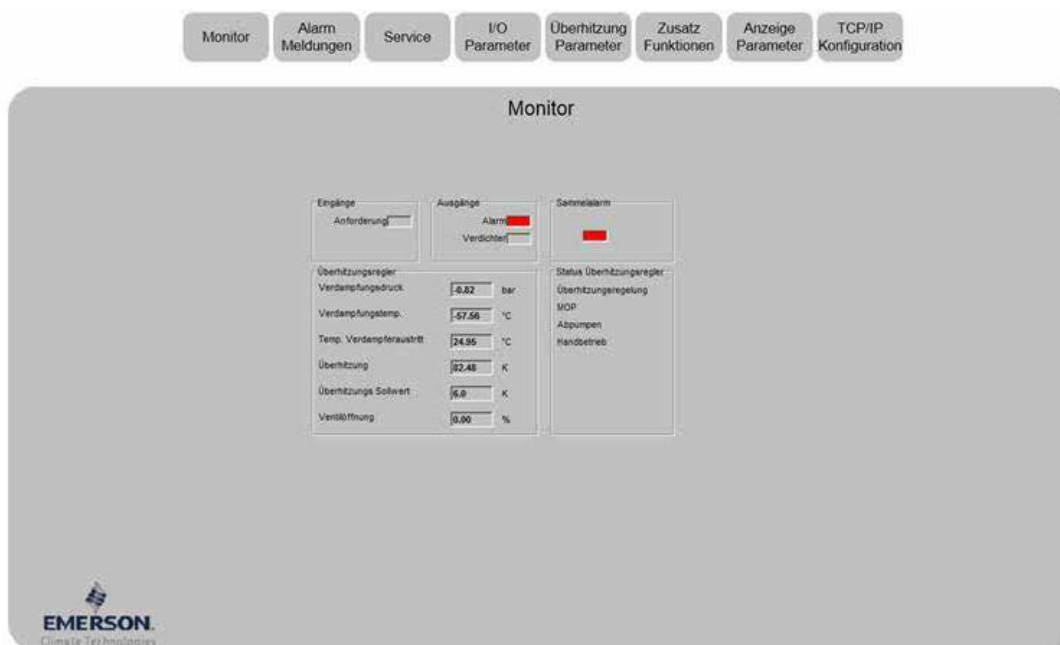 Monitor
Alarm
Meldungen
Service
I/O
Parameter
Überhitzung
Parameter
Zusatz
Funktionen
Anzeige
Parameter
TCP/IP
Konfiguration
Monitor
Eingänge
Anforderung
Ausgänge
Alarm
Verdichter
Sammelalarm
Überhitzungsregler
Verdampfungsdruck -0.82 bar
Verdampfungstemp. -57.56 °C
Temp. Verdampferaustritt 24.95 °C
Überhitzung 82.48 K
Überhitzungs Sollwert 6.0 K
Ventilöffnung 0.00 %
Status Überhitzungsregler
Überhitzungsregelung
MOP
Abpumpen
Handbetrieb
EMERSON.
Climate Technologies